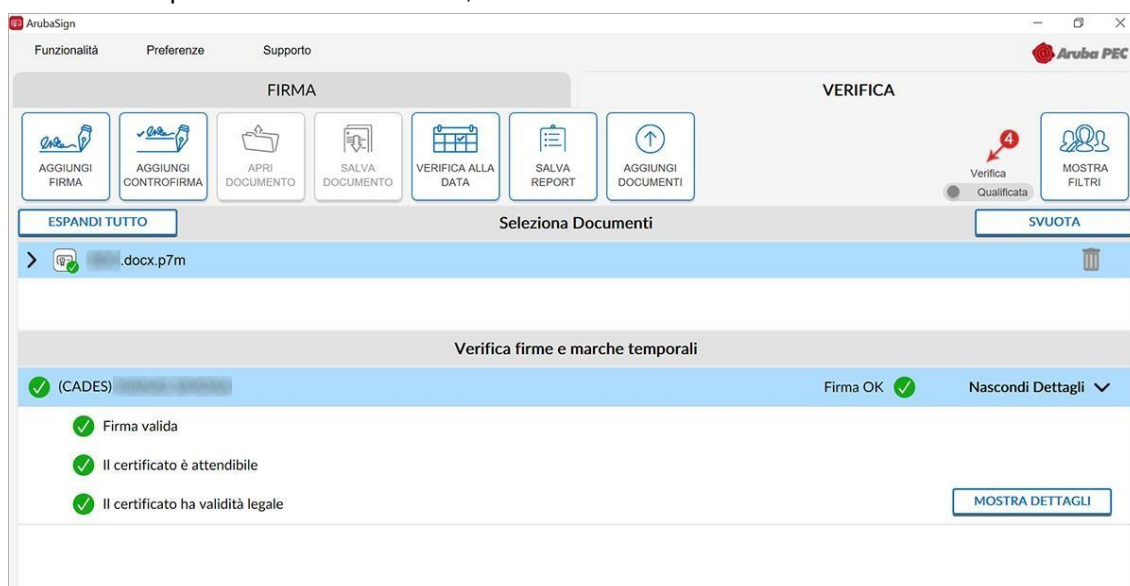 ArubaSign
Funzionalità Preferenze Supporto
Aruba PEC
FIRMA VERIFICA
AGGIUNGI FIRMA
AGGIUNGI CONTROFIRMA
APRI DOCUMENTO
SALVA DOCUMENTO
VERIFICA ALLA DATA
SALVA REPORT
AGGIUNGI DOCUMENTI
4
Verifica
Qualificata
MOSTRA FILTRI
ESPANDI TUTTO Seleziona Documenti SVUOTA
.docx.p7m
Verifica firme e marche temporali
(CADES) Firma OK Nascondi Dettagli
Firma valida
Il certificato è attendibile
Il certificato ha validità legale MOSTRA DETTAGLI